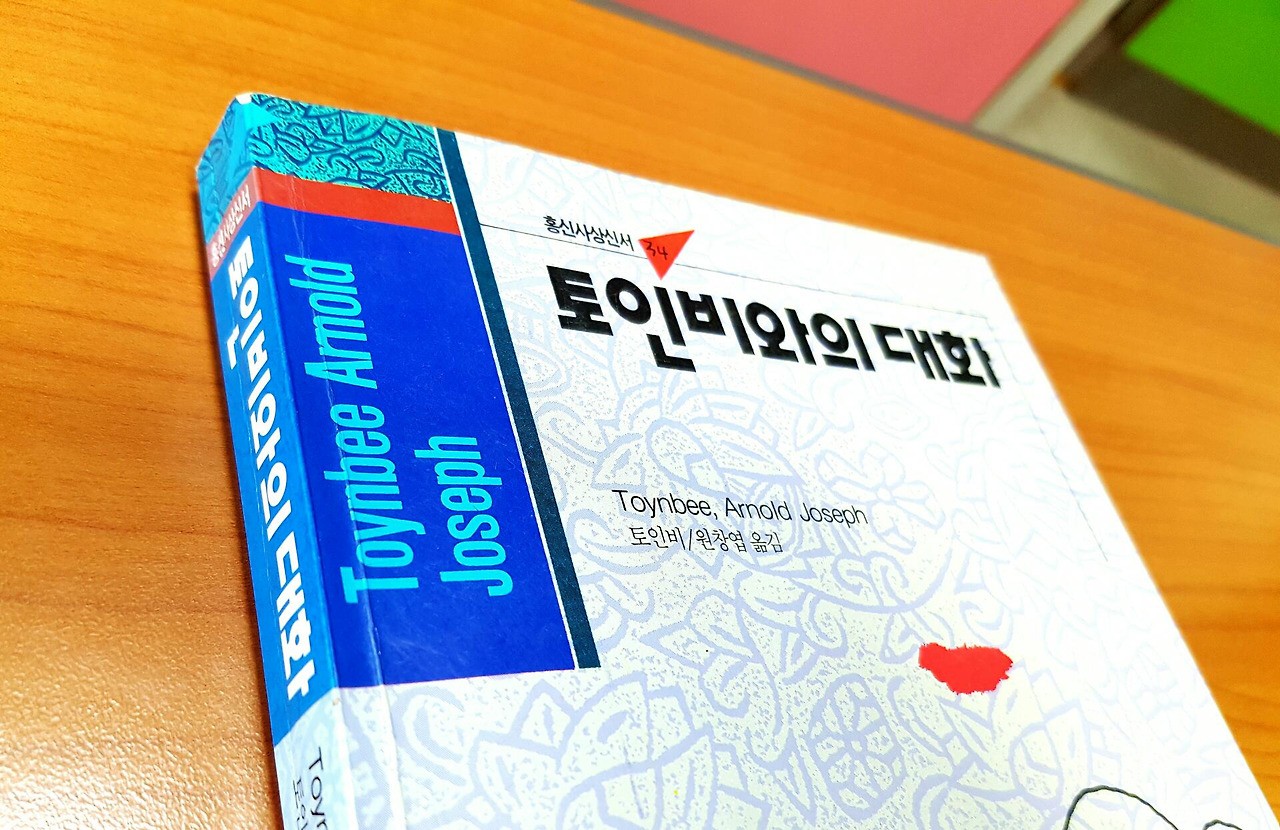 홍신사상신서 34
토인비와의 대화
Toynbee, Arnold Joseph
토인비/원창엽 옮김
Toynbee Arnold
Joseph
홍신사상신서
토인비와의 대화